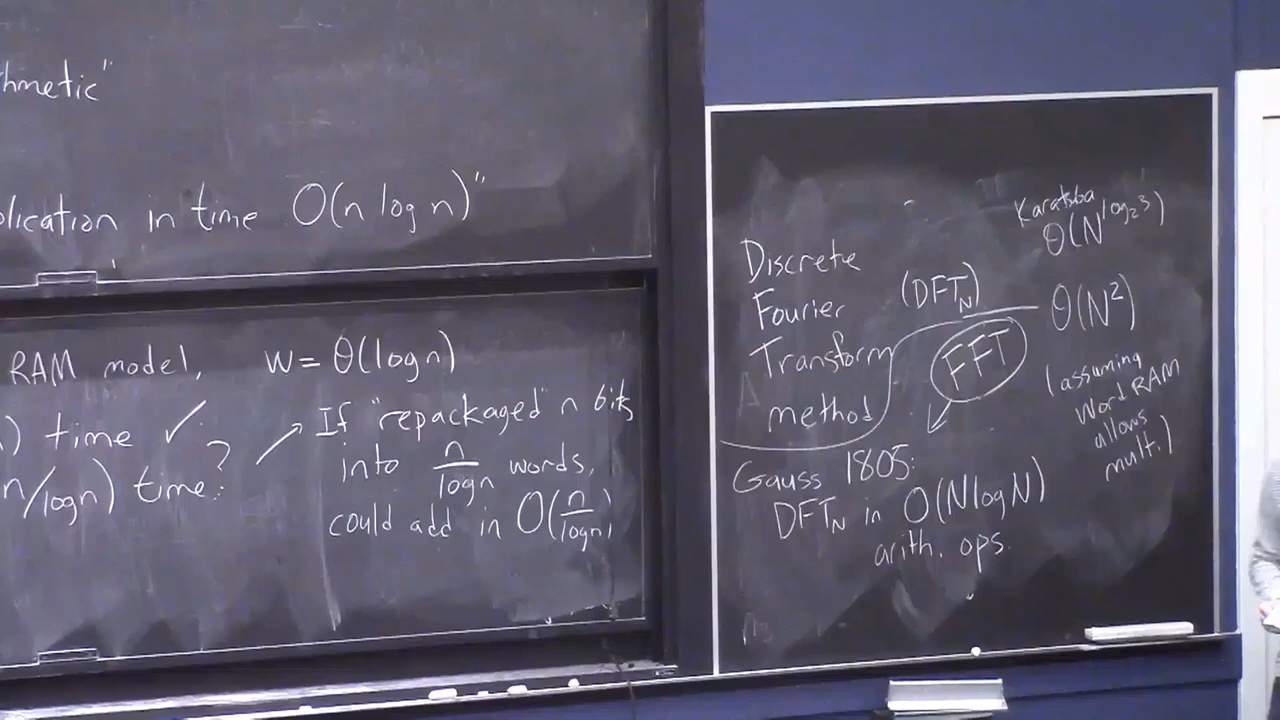 hmetic"
plication in time O(n log n)"
RAM model, w = Θ(log n)
) time ✓
n/log n) time ?
If "repackaged" n bits
into n/log n words,
could add in O(n/log n)
Karatsuba
Θ(N^log₂3)
Discrete
Fourier (DFT_N)
Transform
method
Θ(N²)
FFT
(assuming
Word RAM
allows
mult.)
Gauss 1805:
DFT_N in O(N log N)
arith. ops.